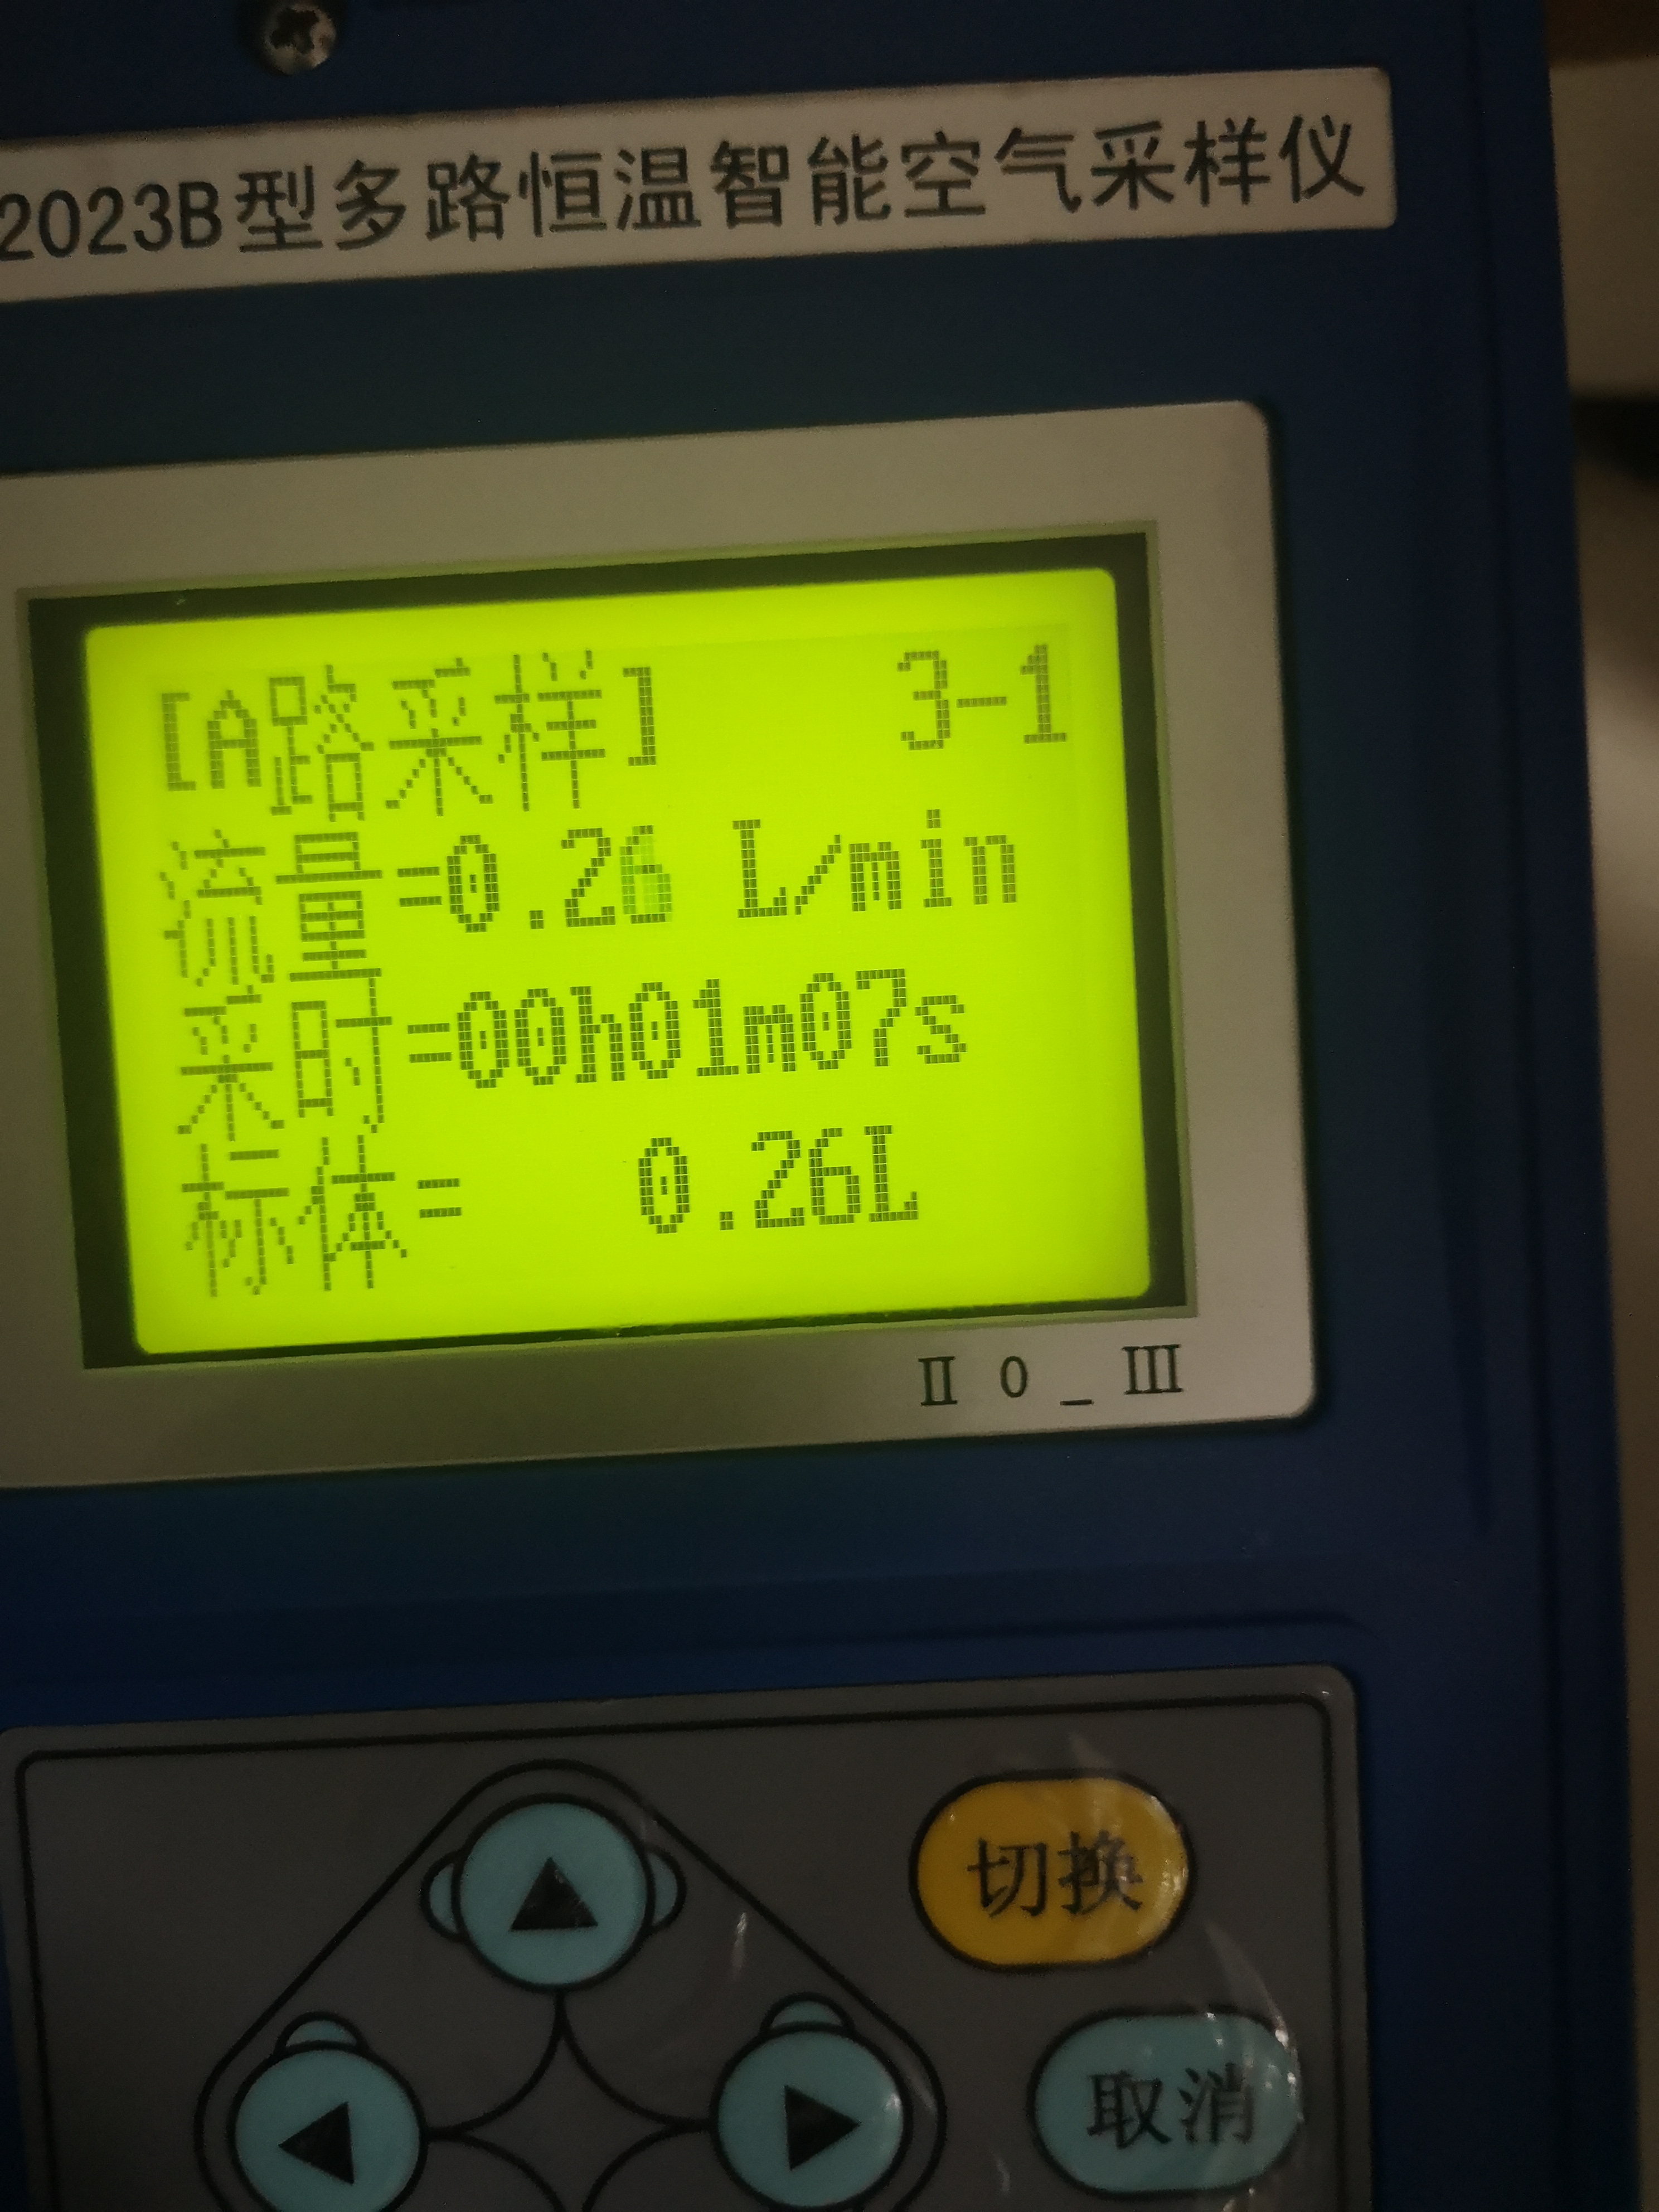 2023B型多路恒温智能空气采样仪
[A路采样] 3-1
流量=0.26 L/min
采时=00h01m07s
标体= 0.26L
II 0 _ III
切换
取消